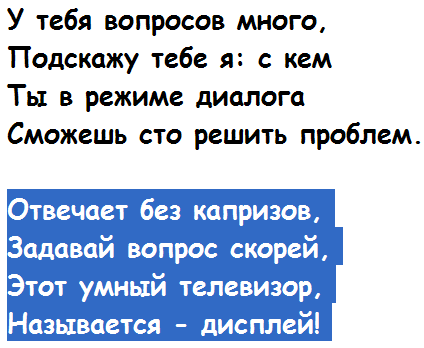 У тебя вопросов много,
Подскажу тебе я: с кем
Ты в режиме диалога
Сможешь сто решить проблем.
Отвечает без капризов,
Задавай вопрос скорей,
Этот умный телевизор,
Называется - дисплей!